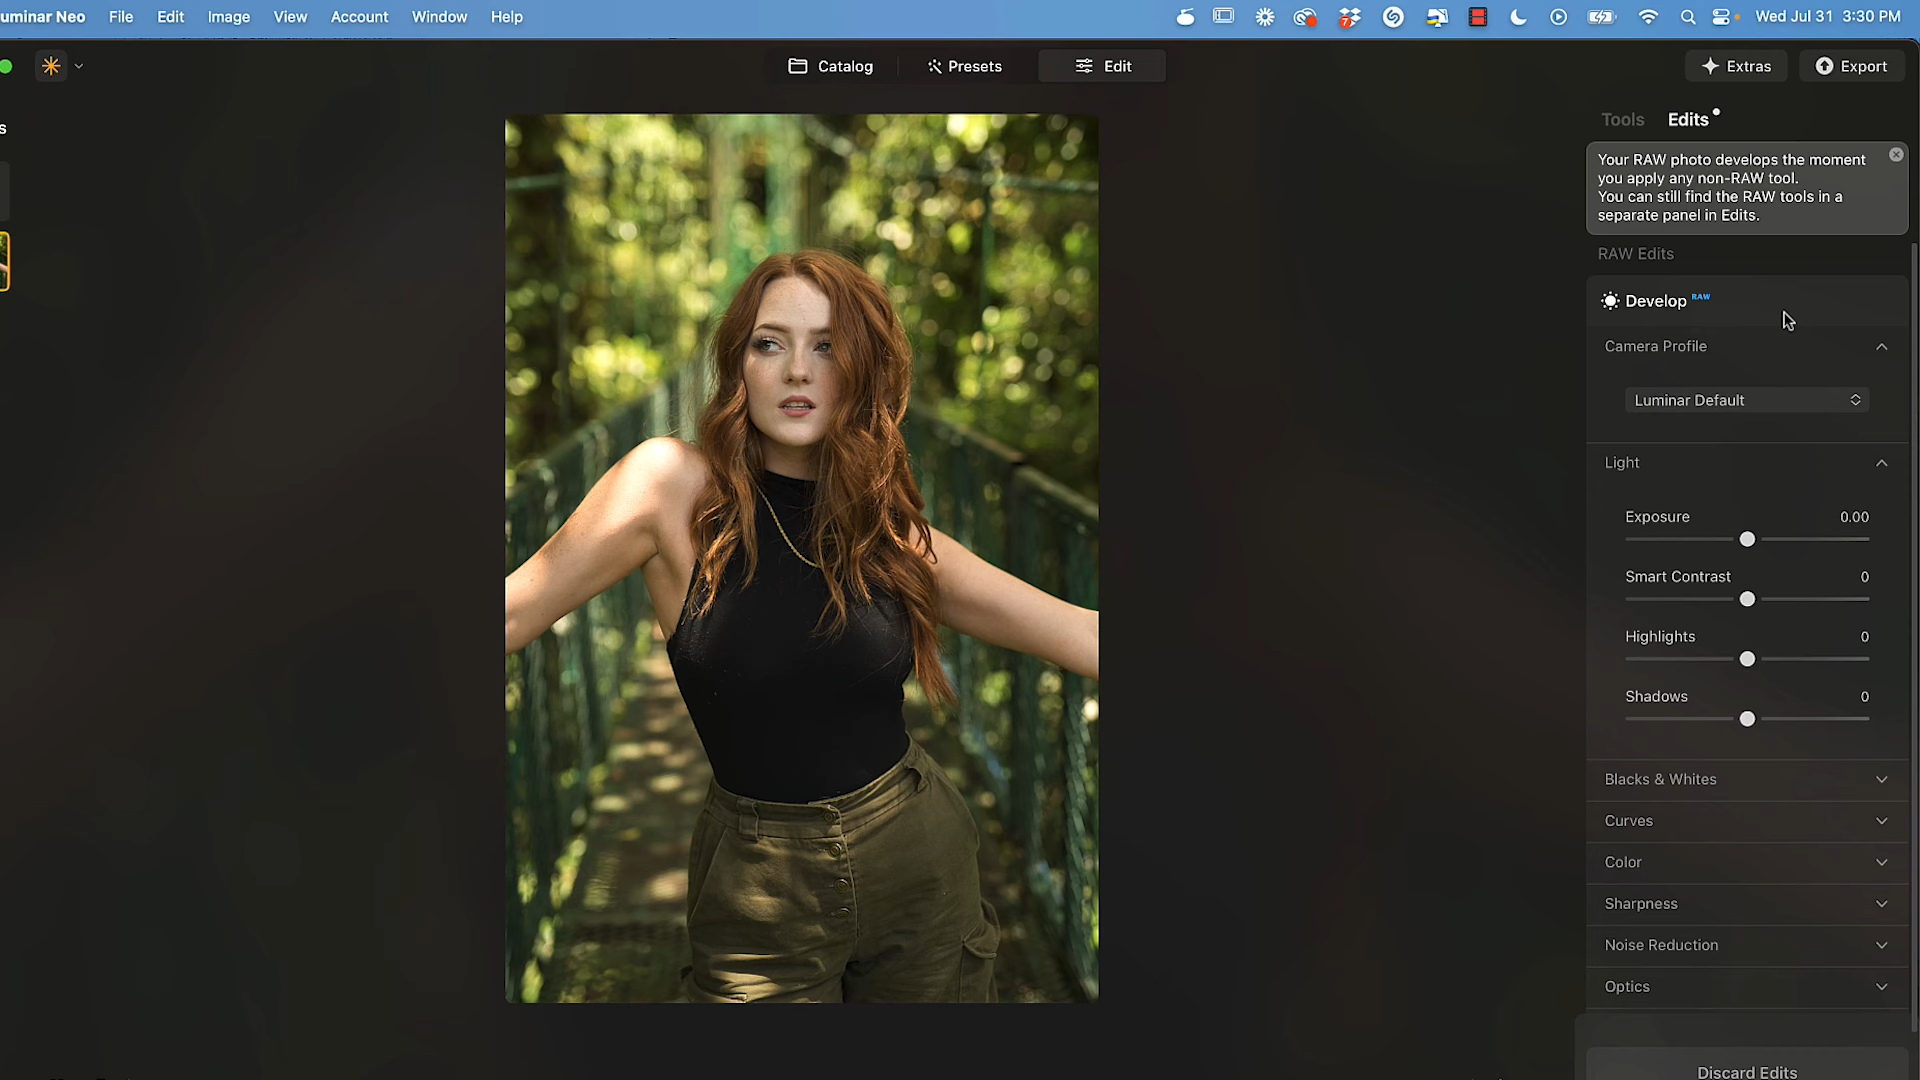 uminar Neo File Edit Image View Account Window Help
7
Wed Jul 31 3:30 PM
Catalog Presets Edit
Extras Export
s
Tools Edits
Your RAW photo develops the moment
you apply any non-RAW tool.
You can still find the RAW tools in a
separate panel in Edits.
RAW Edits
Develop RAW
Camera Profile
Luminar Default
Light
Exposure 0.00
Smart Contrast 0
Highlights 0
Shadows 0
Blacks & Whites
Curves
Color
Sharpness
Noise Reduction
Optics
Discard Edits